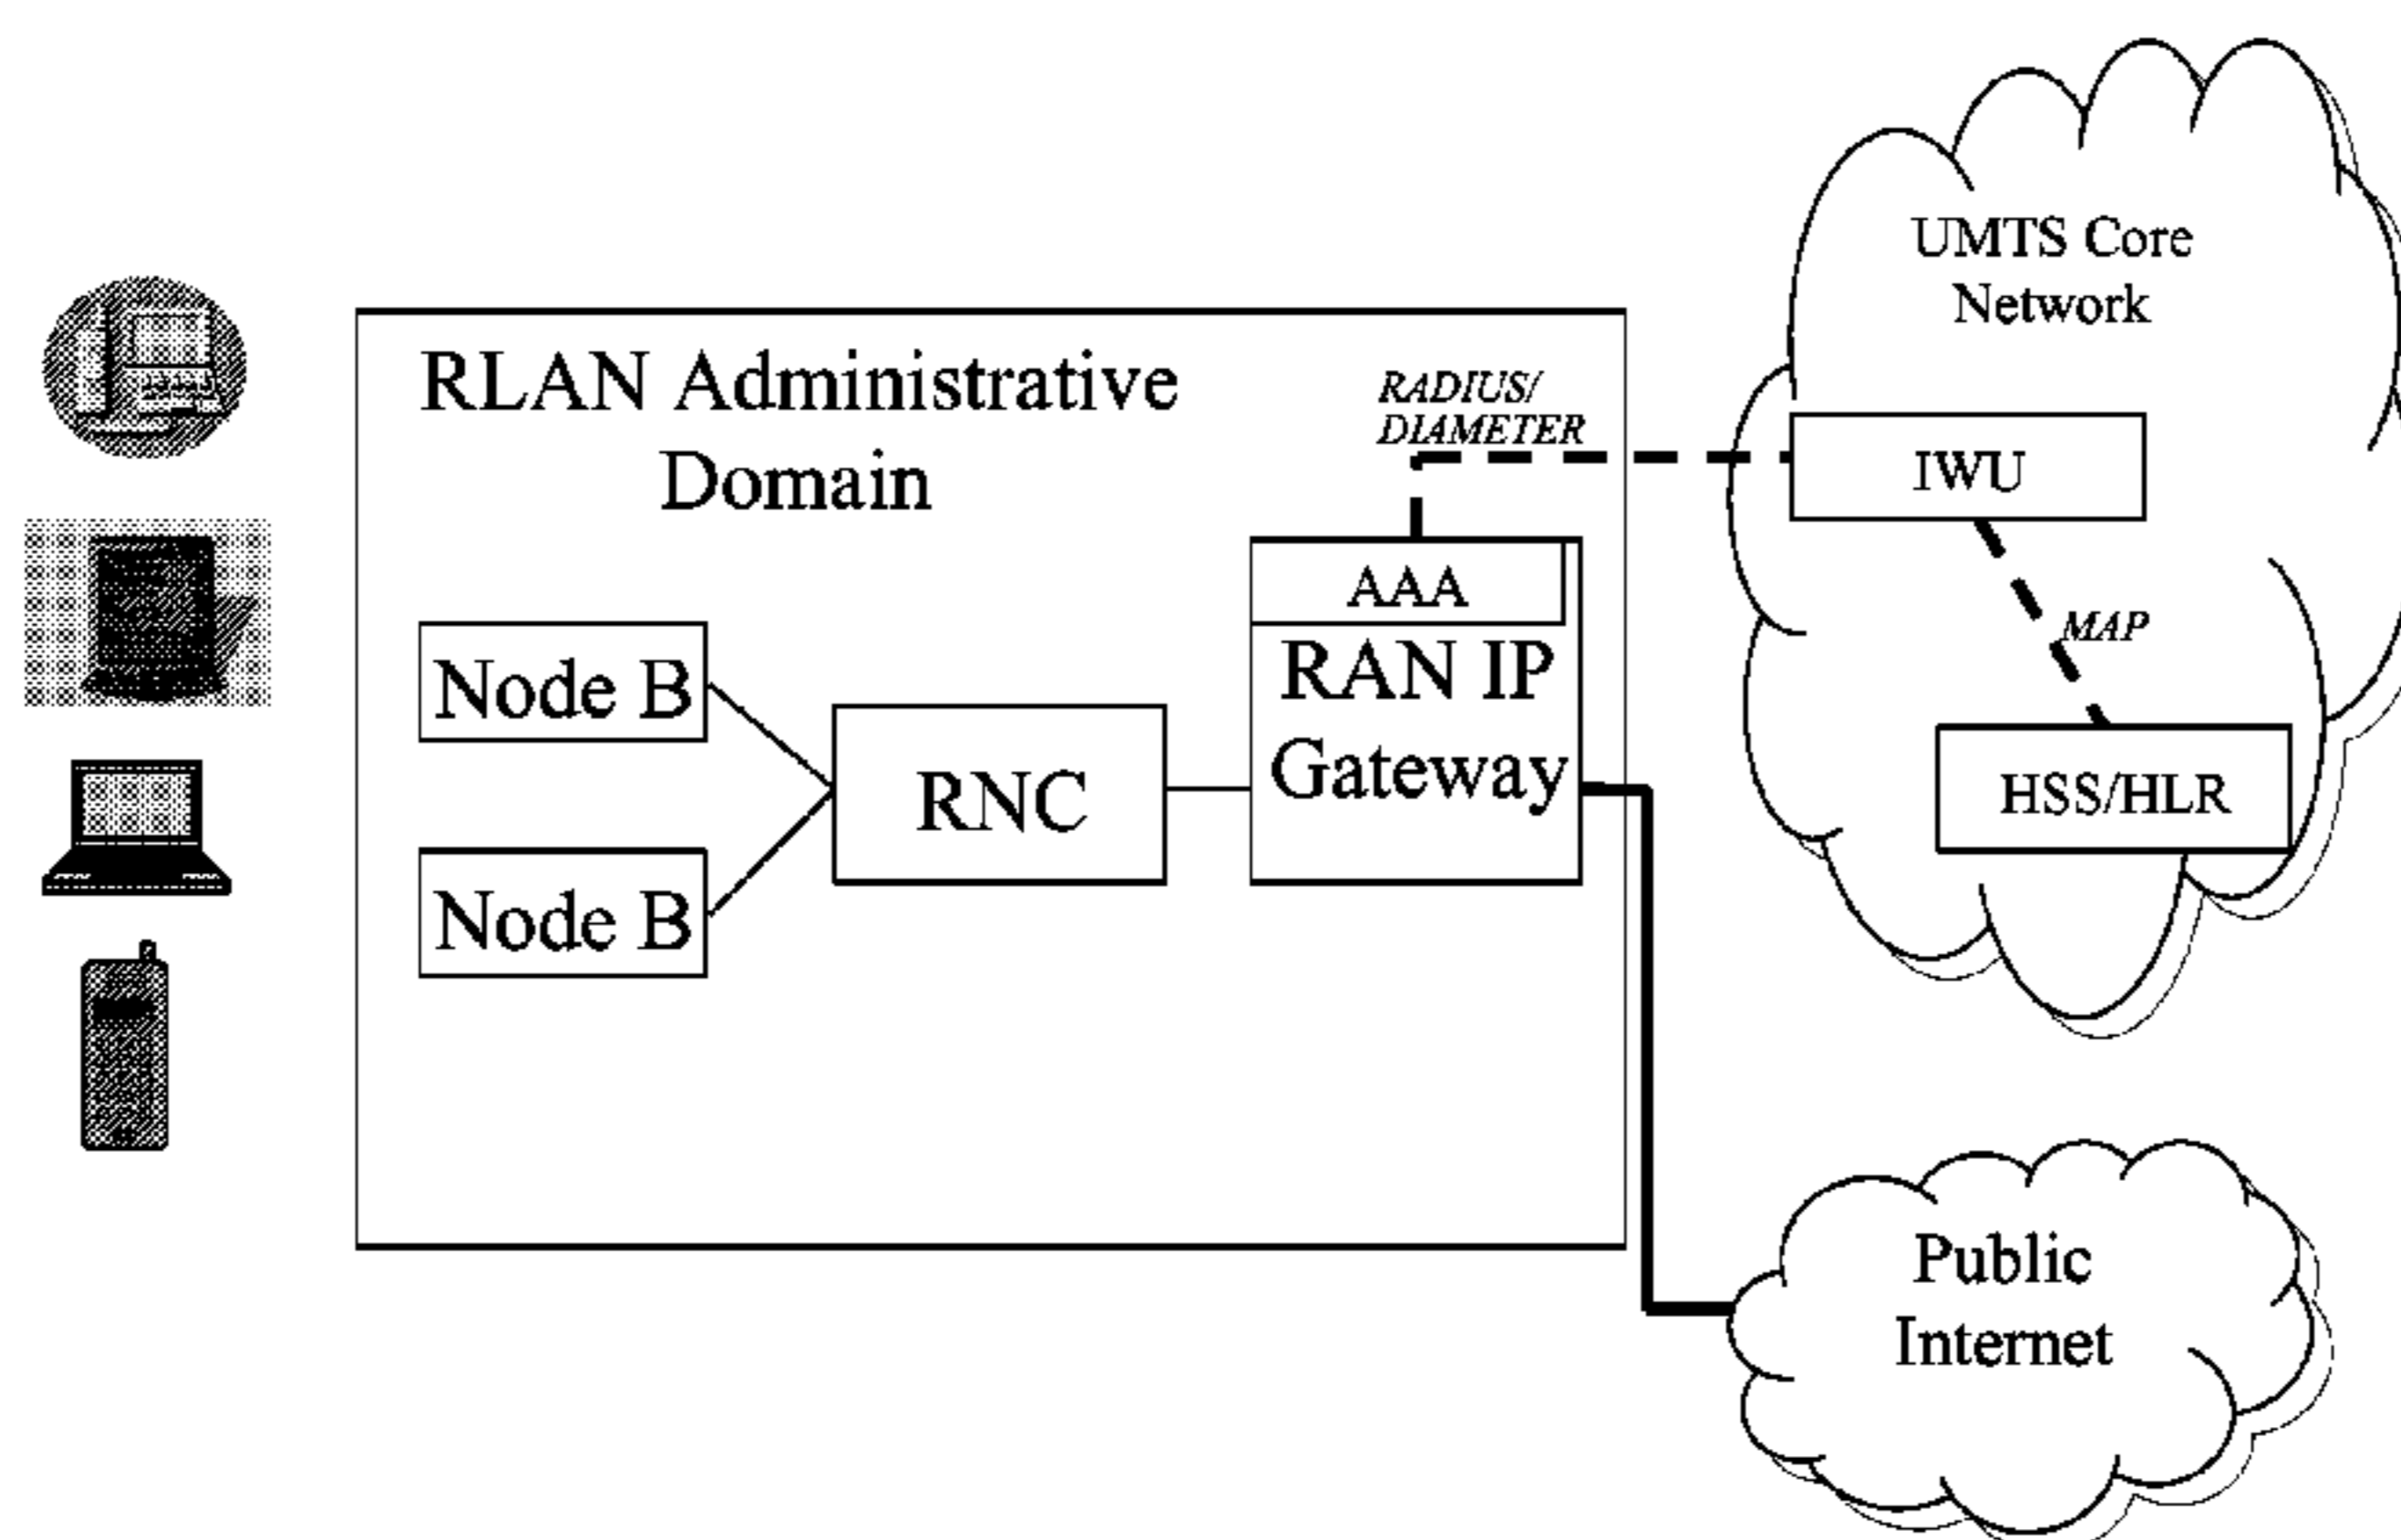 UMTS Core
Network
RLAN Administrative
Domain
RADIUS/
DIAMETER
IWU
AAA
MAP
Node B
RAN IP
Gateway
RNC
HSS/HLR
Node B
Public
Internet